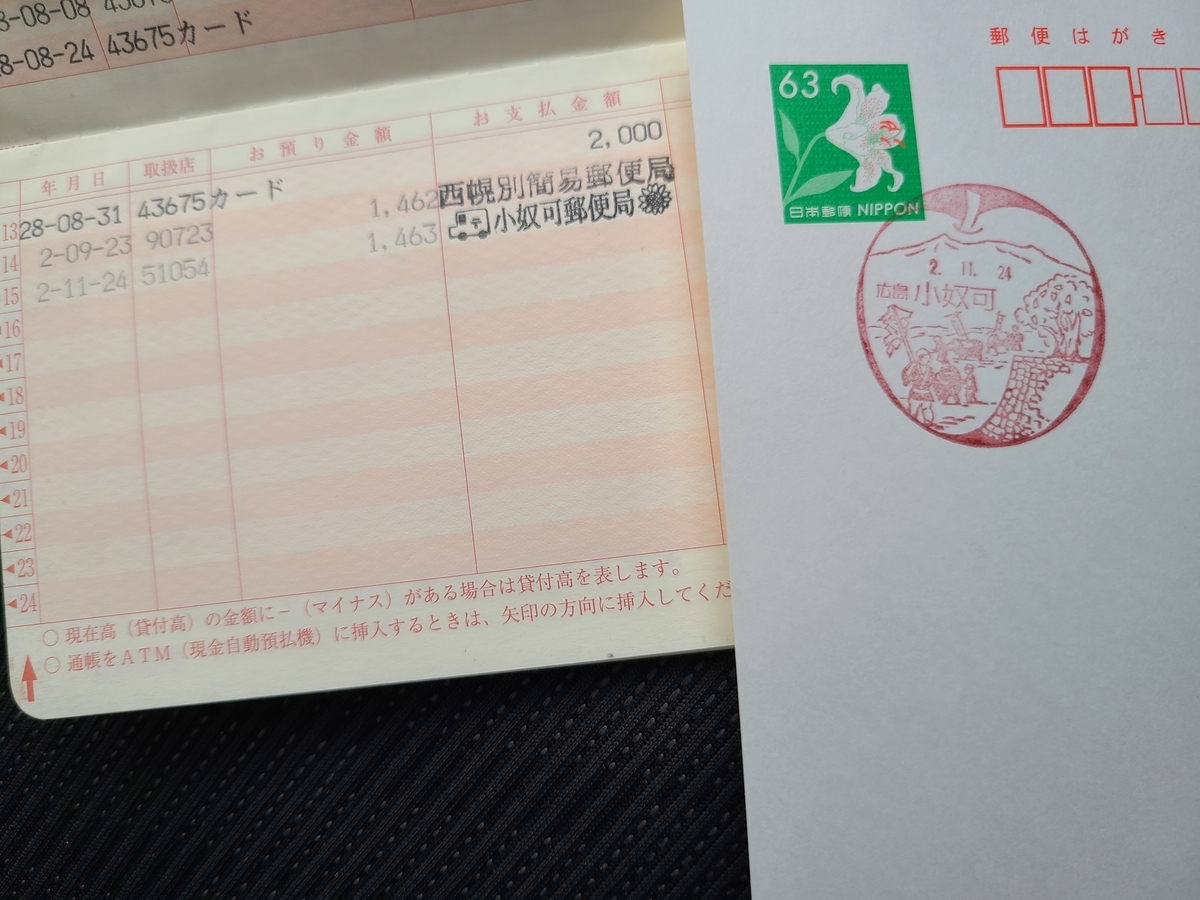 8-08-08 4367
8-08-24 43675カード
年月日 取扱店 お預り金額 お支払金額
13 28-08-31 43675カード 2,000
14 2-09-23 90723 1,462 西幌別簡易郵便局
15 2-11-24 51054 1,463 小奴可郵便局
16
17
18
19
20
21
22
23
24
○ 現在高（貸付高）の金額に－（マイナス）がある場合は貸付高を表します。
○ 通帳をATM（現金自動預払機）に挿入するときは、矢印の方向に挿入してくだ
郵便はがき
63
日本郵便 NIPPON
2. 11. 24
広島 小奴可